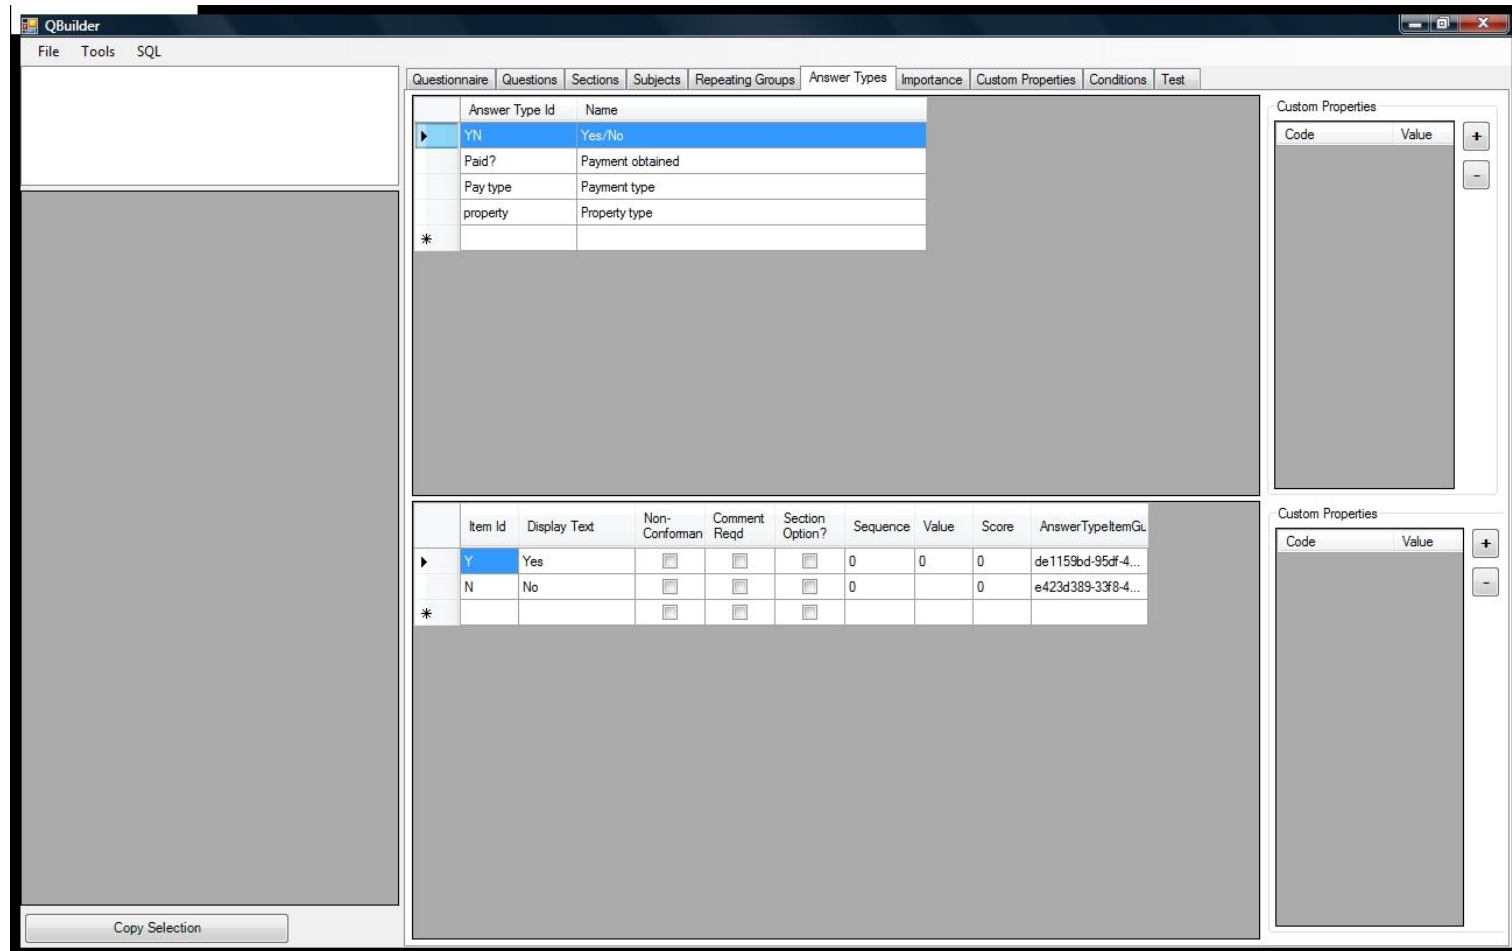 QBuilder
File Tools SQL
Questionnaire Questions Sections Subjects Repeating Groups Answer Types Importance Custom Properties Conditions Test
Answer Type Id Name
YN Yes/No
Paid? Payment obtained
Pay type Payment type
property Property type
Custom Properties
Code Value
+
-
Item Id Display Text Non-Conforman Comment Reqd Section Option? Sequence Value Score AnswerTypeItemGu
Y Yes 0 0 0 de1159bd-95df-4...
N No 0 0 e423d389-33f8-4...
Custom Properties
Code Value
+
-
Copy Selection